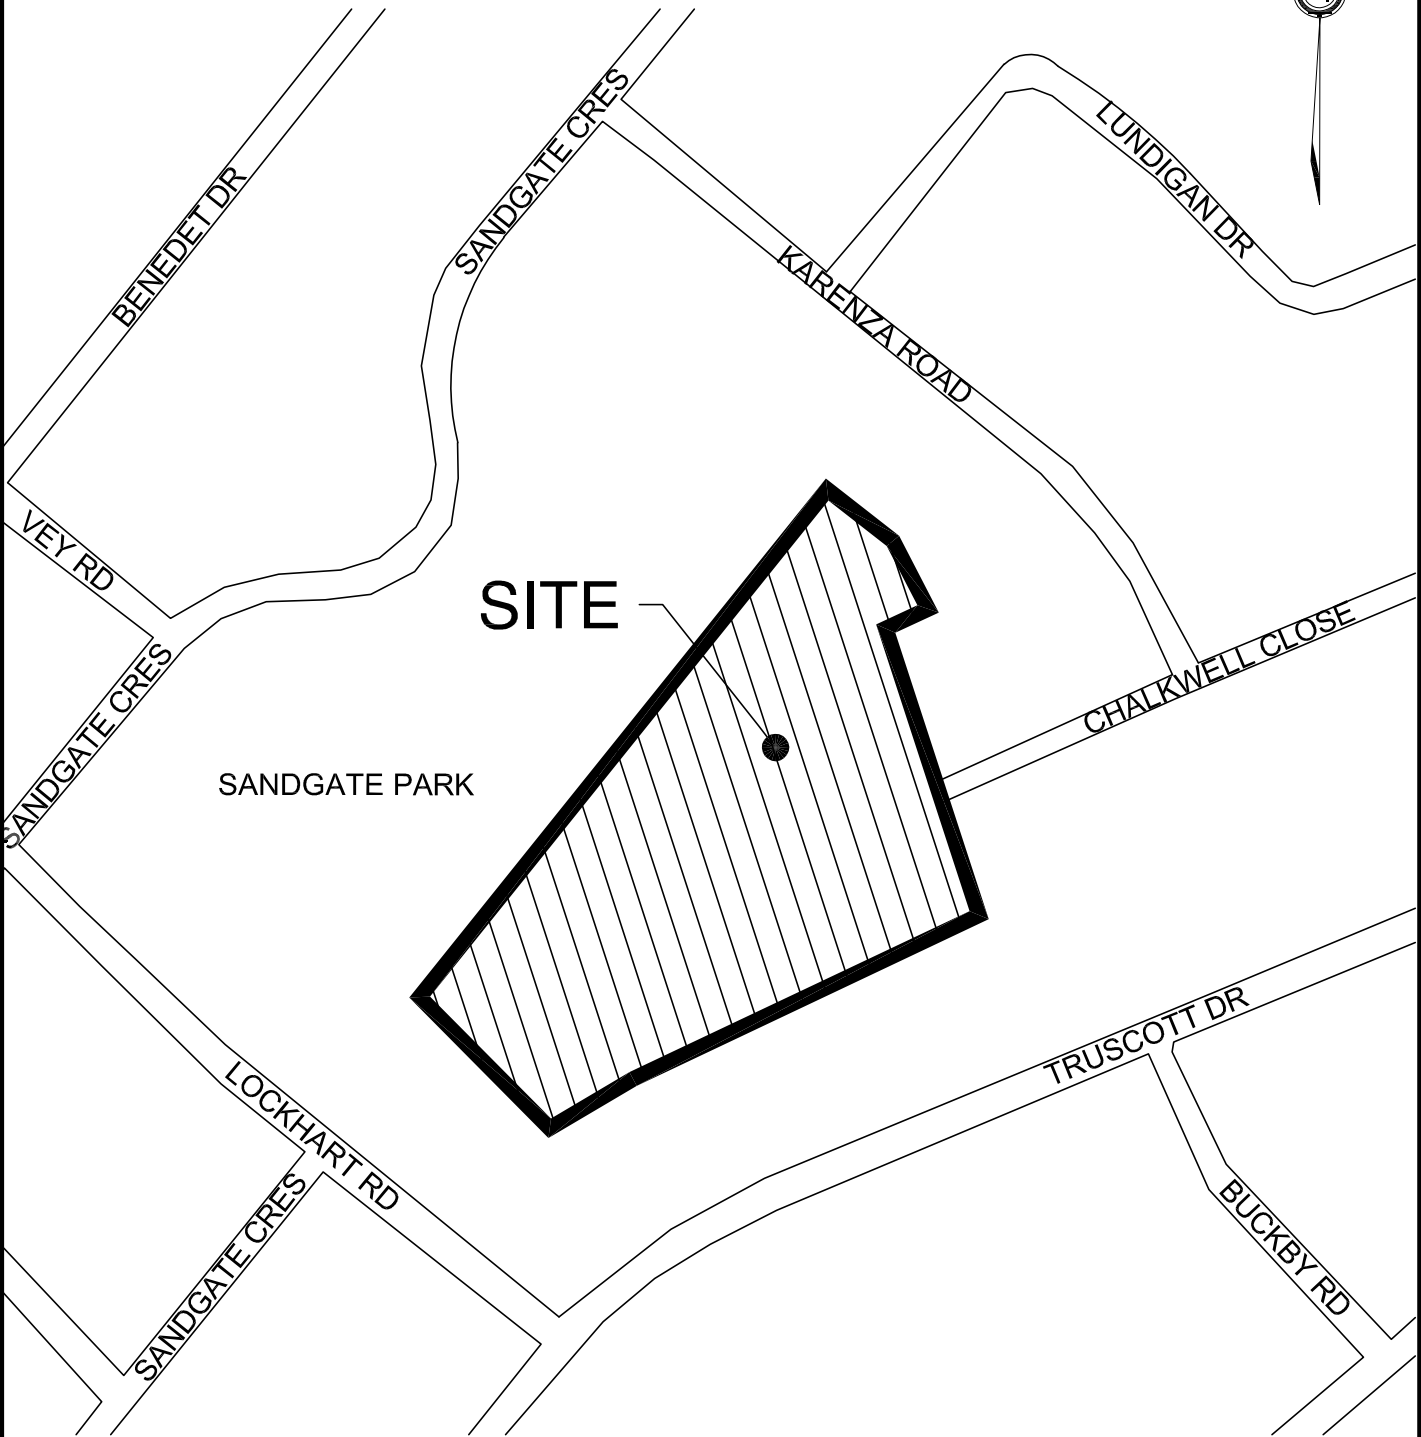 SANDGATE CRES
LUNDIGAN DR
BENEDET DR
KARENZA ROAD
VEY RD
SITE
CHALKWELL CLOSE
SANDGATE CRES
SANDGATE PARK
TRUSCOTT DR
LOCKHART RD
SANDGATE CRES
BUCKBY RD